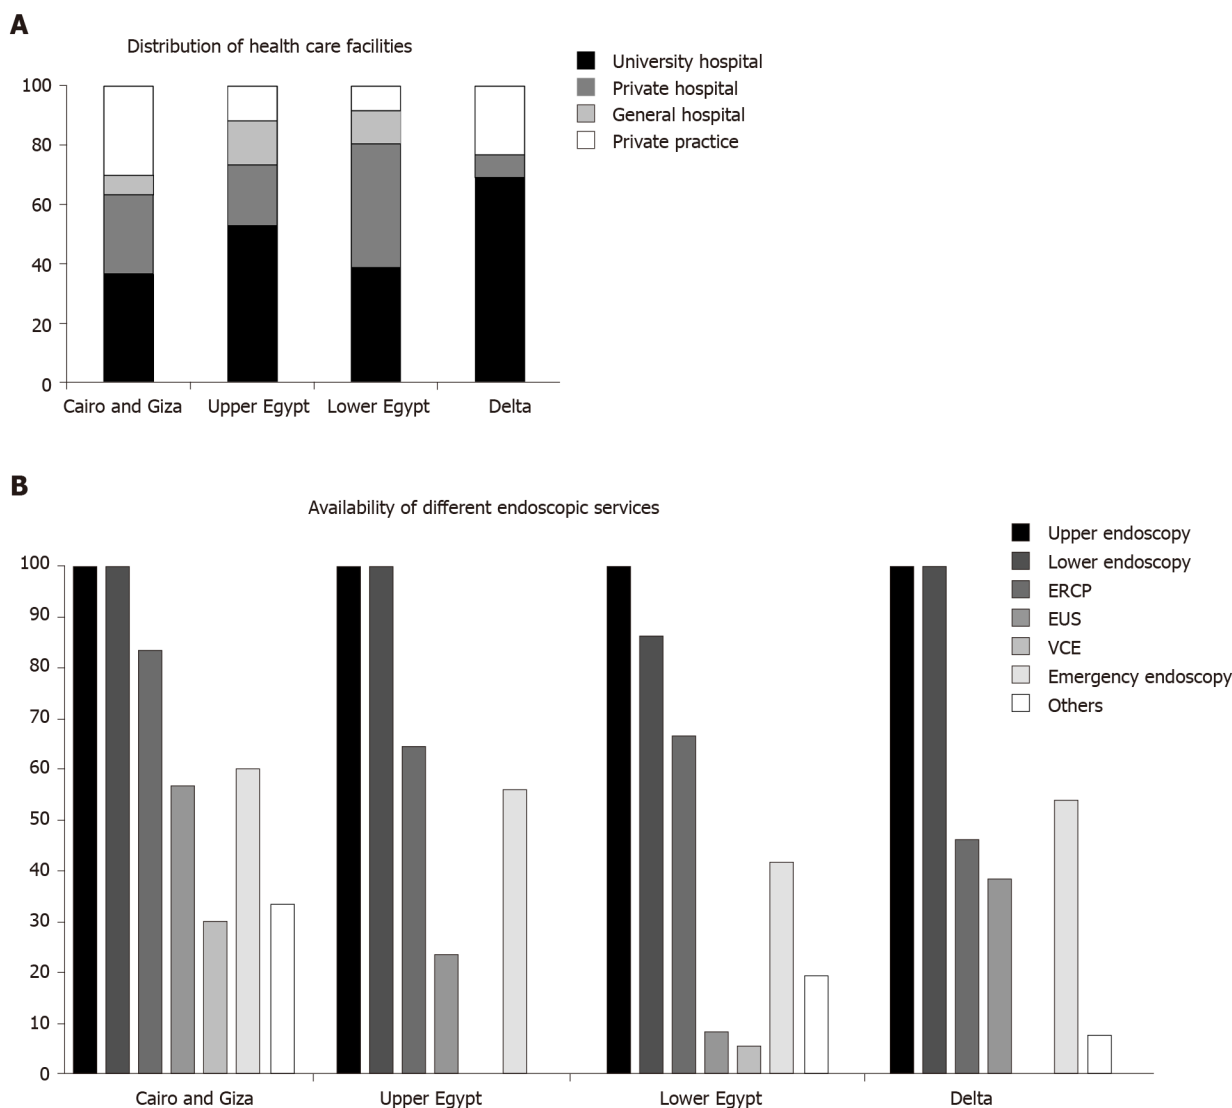 A
Distribution of health care facilities
University hospital
Private hospital
General hospital
Private practice
100
80
60
40
20
0
Cairo and Giza Upper Egypt Lower Egypt Delta
B
Availability of different endoscopic services
Upper endoscopy
Lower endoscopy
ERCP
EUS
VCE
Emergency endoscopy
Others
100
90
80
70
60
50
40
30
20
10
0
Cairo and Giza Upper Egypt Lower Egypt Delta